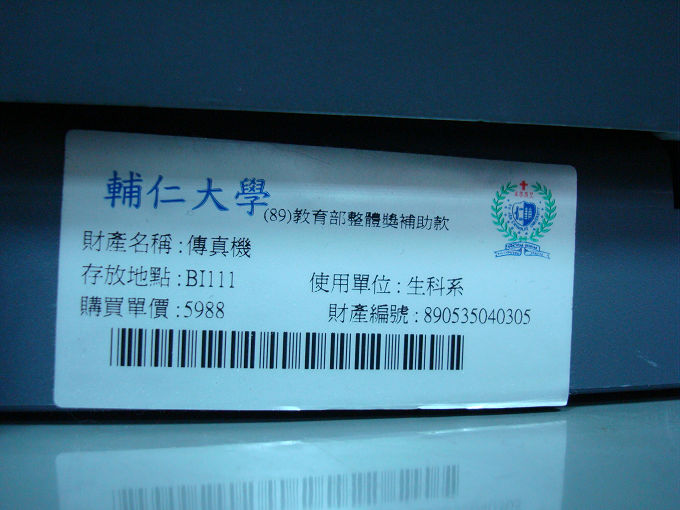 輔仁大學(89)教育部整體獎補助款
財產名稱:傳真機
存放地點:BI111 使用單位:生科系
購買單價:5988 財產編號:890535040305